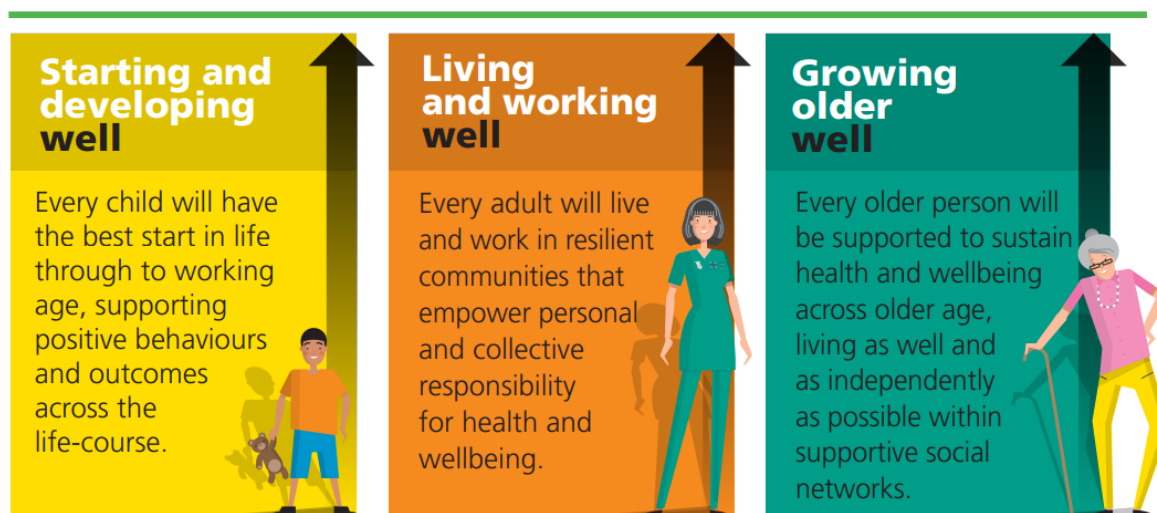 Starting and
developing
well
Every child will have
the best start in life
through to working
age, supporting
positive behaviours
and outcomes
across the
life-course.
Living
and working
well
Every adult will live
and work in resilient
communities that
empower personal
and collective
responsibility
for health and
wellbeing.
Growing
older
well
Every older person will
be supported to sustain
health and wellbeing
across older age,
living as well and
as independently
as possible within
supportive social
networks.